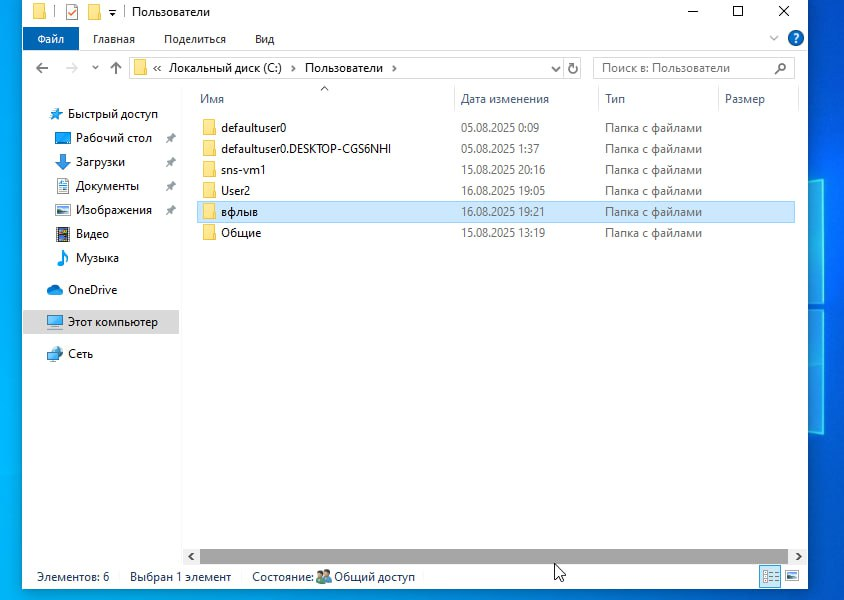 Пользователи
Файл Главная Поделиться Вид
« Локальный диск (C:) › Пользователи › Поиск в: Пользователи
Имя Дата изменения Тип Размер
Быстрый доступ
Рабочий стол
Загрузки
Документы
Изображения
Видео
Музыка
OneDrive
Этот компьютер
Сеть
defaultuser0 05.08.2025 0:09 Папка с файлами
defaultuser0.DESKTOP-CGS6NHI 05.08.2025 1:37 Папка с файлами
sns-vm1 15.08.2025 20:16 Папка с файлами
User2 16.08.2025 19:05 Папка с файлами
вфлыв 16.08.2025 19:21 Папка с файлами
Общие 15.08.2025 13:19 Папка с файлами
Элементов: 6 Выбран 1 элемент Состояние: Общий доступ